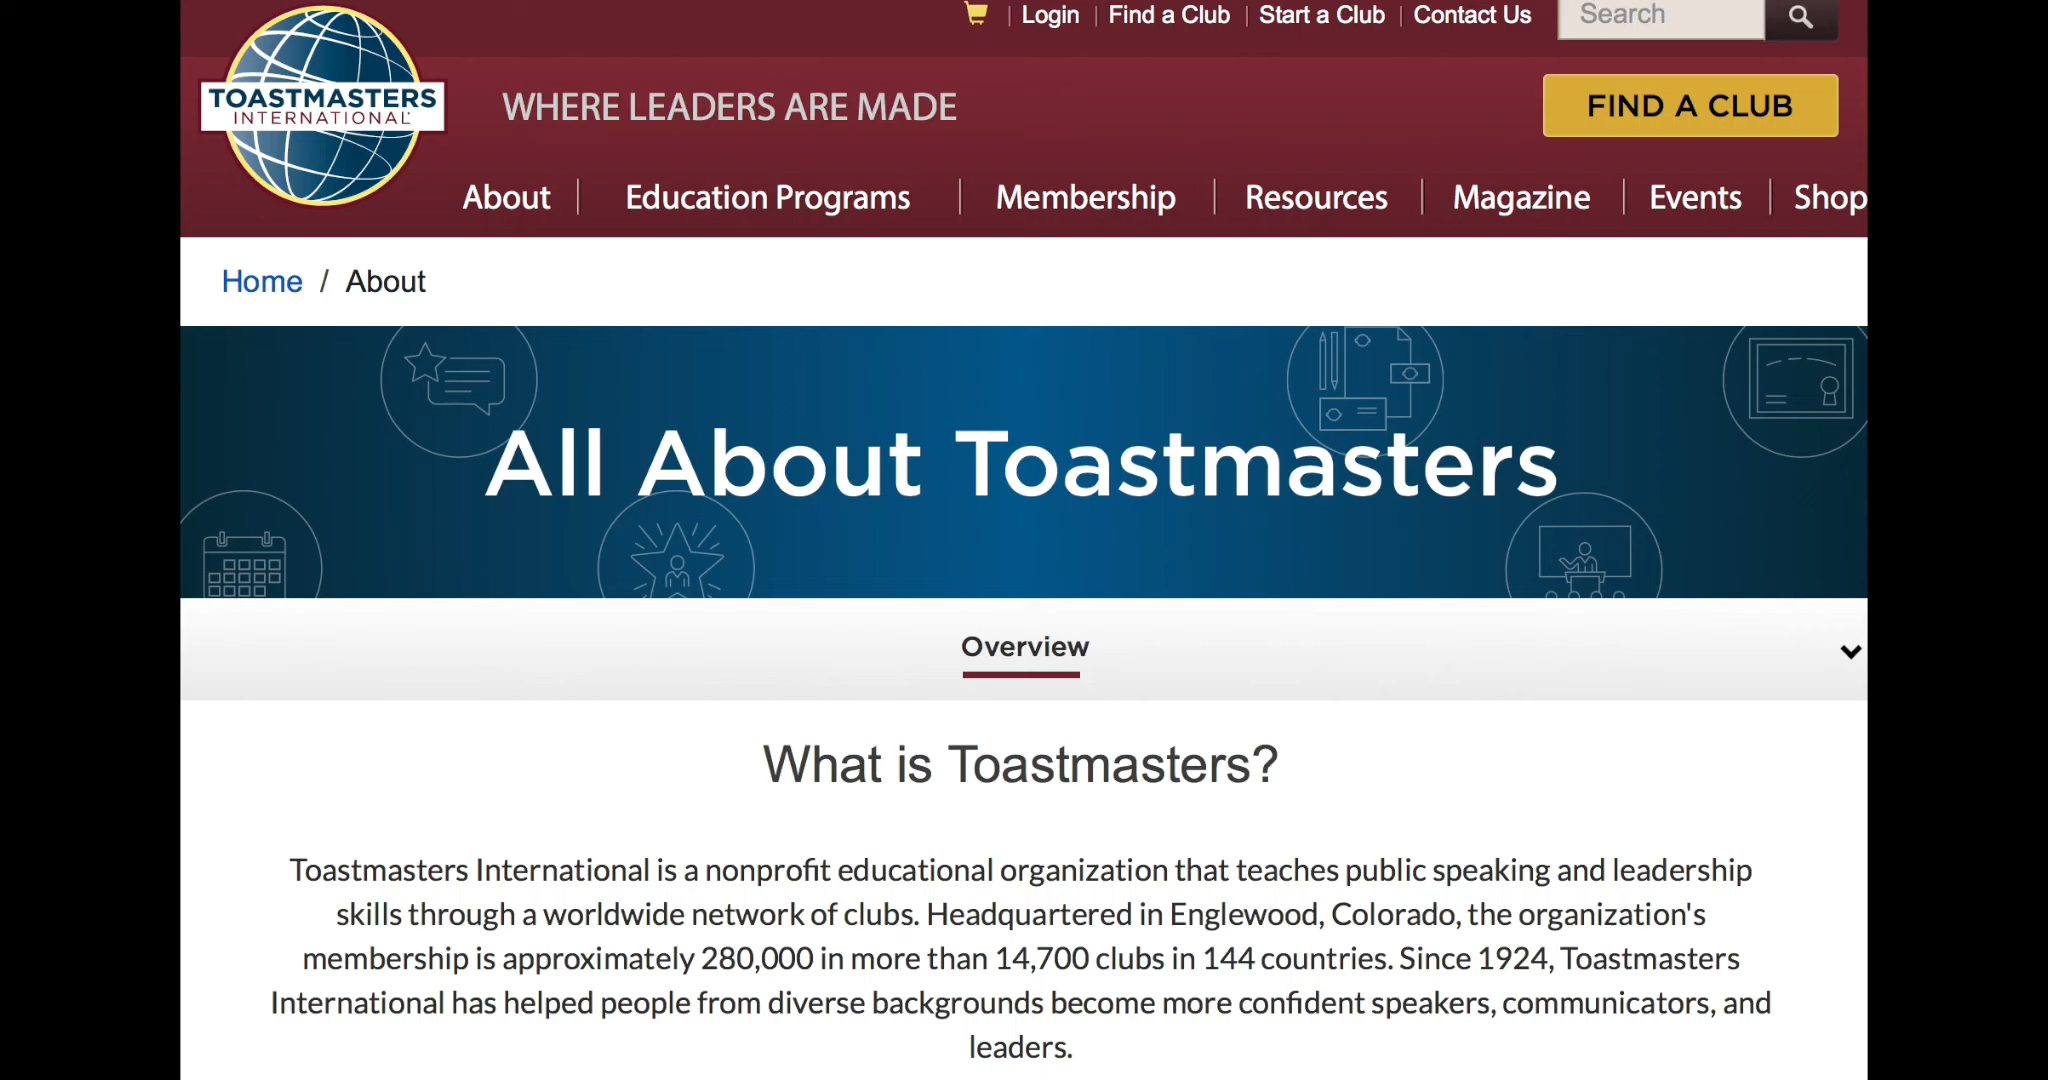 Login | Find a Club | Start a Club | Contact Us
Search
TOASTMASTERS
INTERNATIONAL
WHERE LEADERS ARE MADE
FIND A CLUB
About | Education Programs | Membership | Resources | Magazine | Events | Shop
Home / About
All About Toastmasters
Overview
What is Toastmasters?
Toastmasters International is a nonprofit educational organization that teaches public speaking and leadership
skills through a worldwide network of clubs. Headquartered in Englewood, Colorado, the organization's
membership is approximately 280,000 in more than 14,700 clubs in 144 countries. Since 1924, Toastmasters
International has helped people from diverse backgrounds become more confident speakers, communicators, and
leaders.